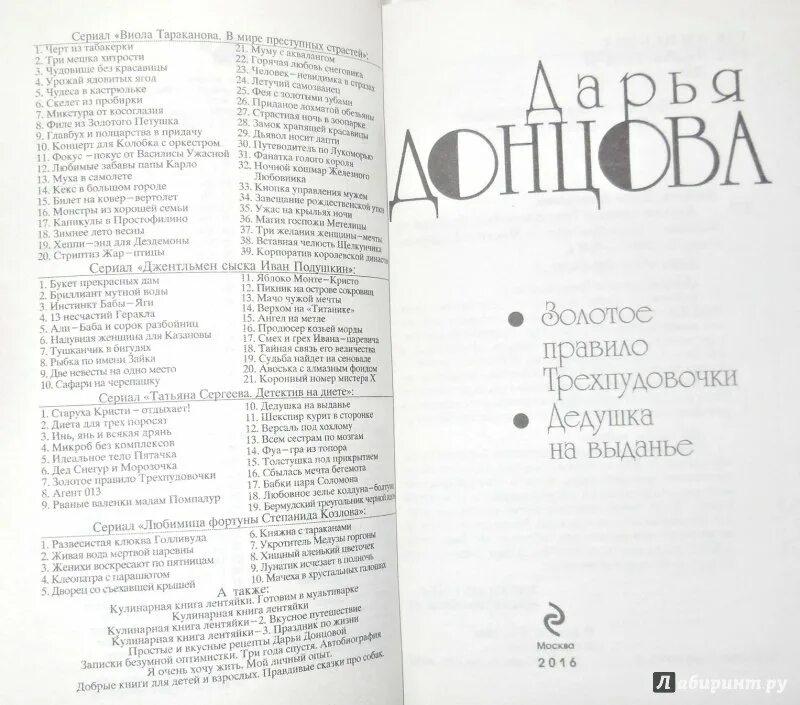 Сериал «Виола Тараканова. В мире преступных страстей»:
1. Черт из табакерки
2. Три мешка хитрости
3. Чудовище без красавицы
4. Урожай ядовитых ягод
5. Чудеса в кастрюльке
6. Скелет из пробирки
7. Микстура от косоглазия
8. Филе из Золотого Петушка
9. Главбух и полцарства в придачу
10. Концерт для Колобка с оркестром
11. Фокус-покус от Василисы Ужасной
12. Любимые забавы папы Карло
13. Муха в самолете
14. Кекс в большом городе
15. Билет на ковер-вертолет
16. Монстры из хорошей семьи
17. Каникулы в Простофилино
18. Зимнее лето весны
19. Хеппи-энд для Дездемоны
20. Стриптиз Жар-птицы
21. Муму с аквалангом
22. Горячая любовь снеговика
23. Человек-невидимка в стразах
24. Летучий самозванец
25. Фея с золотыми зубами
26. Приданое лохматой обезьяны
27. Страстная ночь в зоопарке
28. Замок храпящей красавицы
29. Дьявол носит лапти
30. Путеводитель по Лукоморью
31. Фанатка голого короля
32. Ночной кошмар Железного
Любовника
33. Кнопка управления мужем
34. Завещание рождественской утки
35. Ужас на крыльях ночи
36. Магия госпожи Метелицы
37. Три желания женщины-мечты
38. Вставная челюсть Щелкунчика
39. Корпоратив королевской династии
Сериал «Джентльмен сыска Иван Подушкин»:
1. Букет прекрасных дам
2. Бриллиант мутной воды
3. Инстинкт Бабы-Яги
4. 13 несчастий Геракла
5. Али-Баба и сорок разбойниц
6. Надувная женщина для Казановы
7. Тушканчик в бигудях
8. Рыбка по имени Зайка
9. Две невесты на одно место
10. Сафари на черепашку
11. Яблоко Монте-Кристо
12. Пикник на острове сокровищ
13. Мачо чужой мечты
14. Верхом на «Титанике»
15. Ангел на метле
16. Продюсер козьей морды
17. Смех и грех Ивана-царевича
18. Тайная связь его величества
19. Судьба найдет на сеновале
20. Авоська с алмазным фондом
21. Коронный номер мистера Х
Сериал «Татьяна Сергеева. Детектив на диете»:
1. Старуха Кристи – отдыхает!
2. Диета для трех поросят
3. Инь, янь и всякая дрянь
4. Микроб без комплексов
5. Идеальное тело Пятачка
6. Дед Снегур и Морозочка
7. Золотое правило Трехпудовочки
8. Агент 013
9. Рваные валенки мадам Помпадур
10. Дедушка на выданье
11. Шекспир курит в сторонке
12. Версаль под хохлому
13. Всем сестрам по мозгам
14. Фуа-гра из топора
15. Толстушка под прикрытием
16. Сбылась мечта бегемота
17. Бабки царя Соломона
18. Любовное зелье колдуна-болтуна
19. Бермудский треугольник черной
Сериал «Любимица фортуны Степанида Козлова»:
1. Развесистая клюква Голливуда
2. Живая вода мертвой царевны
3. Женихи воскресают по пятницам
4. Клеопатра с парашютом
5. Дворец со съехавшей крышей
6. Княжна с тараканами
7. Укротитель Медузы горгоны
8. Хищный аленький цветочек
9. Лунатик исчезает в полночь
10. Мачеха в хрустальных галошах
А также:
Кулинарная книга лентяйки. Готовим в мультиварке
Кулинарная книга лентяйки
Кулинарная книга лентяйки-2. Вкусное путешествие
Кулинарная книга лентяйки-3. Праздник по жизни
Простые и вкусные рецепты Дарьи Донцовой
Записки безумной оптимистки. Три года спустя. Автобиография
Я очень хочу жить. Мой личный опыт.
Добрые книги для детей и взрослых. Правдивые сказки про собак.
Дарья
ДОНЦОВА
● Золотое
правило
Трехпудовочки
● Дедушка
на выданье
Москва
2016
Лабиринт.ру